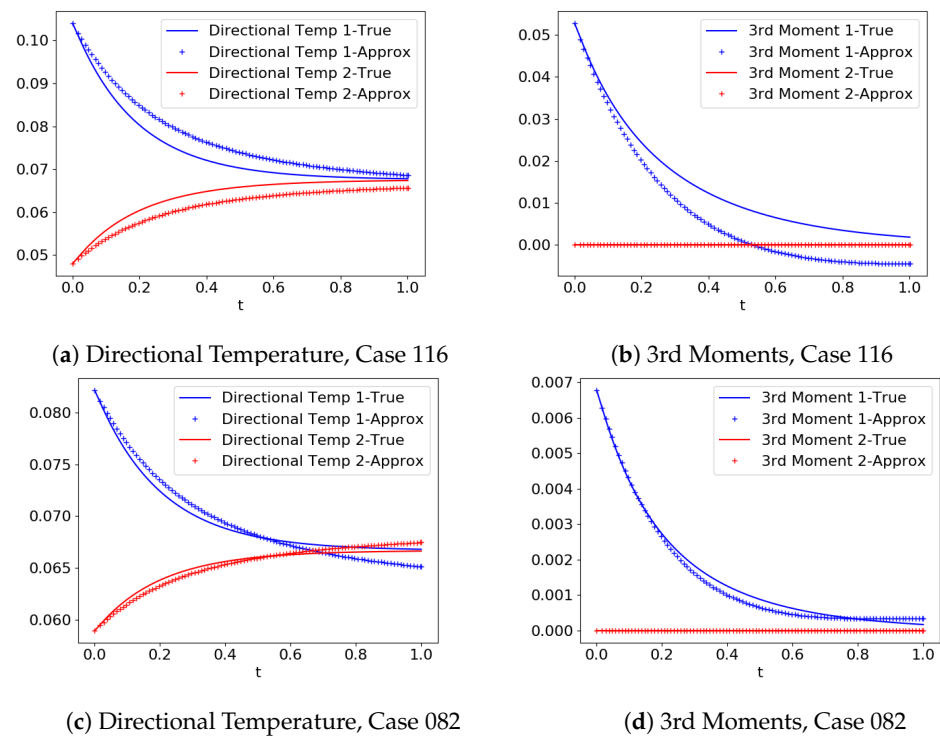 Directional Temp 1-True
Directional Temp 1-Approx
Directional Temp 2-True
Directional Temp 2-Approx
0.10
0.09
0.08
0.07
0.06
0.05
0.0 0.2 0.4 0.6 0.8 1.0
t
(a) Directional Temperature, Case 116
3rd Moment 1-True
3rd Moment 1-Approx
3rd Moment 2-True
3rd Moment 2-Approx
0.05
0.04
0.03
0.02
0.01
0.00
0.0 0.2 0.4 0.6 0.8 1.0
t
(b) 3rd Moments, Case 116
Directional Temp 1-True
Directional Temp 1-Approx
Directional Temp 2-True
Directional Temp 2-Approx
0.080
0.075
0.070
0.065
0.060
0.0 0.2 0.4 0.6 0.8 1.0
t
(c) Directional Temperature, Case 082
3rd Moment 1-True
3rd Moment 1-Approx
3rd Moment 2-True
3rd Moment 2-Approx
0.007
0.006
0.005
0.004
0.003
0.002
0.001
0.000
0.0 0.2 0.4 0.6 0.8 1.0
t
(d) 3rd Moments, Case 082